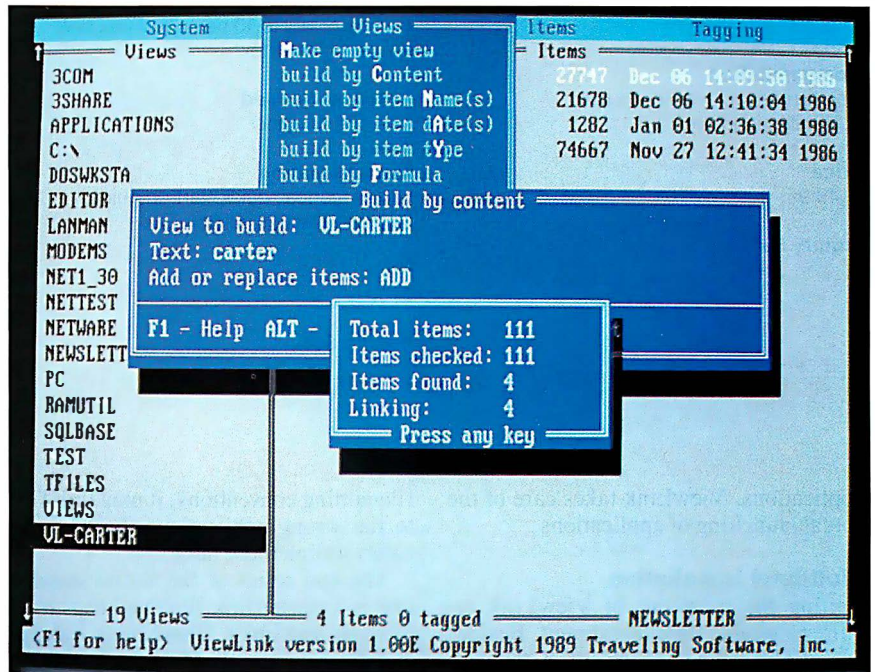 System Views Items Tagging
Views
3COM
3SHARE
APPLICATIONS
C:\
DOSWKSTA
EDITOR
LANMAN
MODEMS
NET1_30
NETTEST
NETWARE
NEWSLETT
PC
RAMUTIL
SQLBASE
TEST
TFILES
VIEWS
VL-CARTER
19 Views
Make empty view
build by Content
build by item Name(s)
build by item dAte(s)
build by item tYpe
build by Formula
Items
27747 Dec 06 14:09:50 1986
21678 Dec 06 14:10:04 1986
1282 Jan 01 02:36:38 1980
74667 Nov 27 12:41:34 1986
Build by content
View to build: VL-CARTER
Text: carter
Add or replace items: ADD
F1 - Help ALT -
Total items: 111
Items checked: 111
Items found: 4
Linking: 4
Press any key
4 Items 0 tagged
NEWSLETTER
<F1 for help> ViewLink version 1.00E Copyright 1989 Traveling Software, Inc.